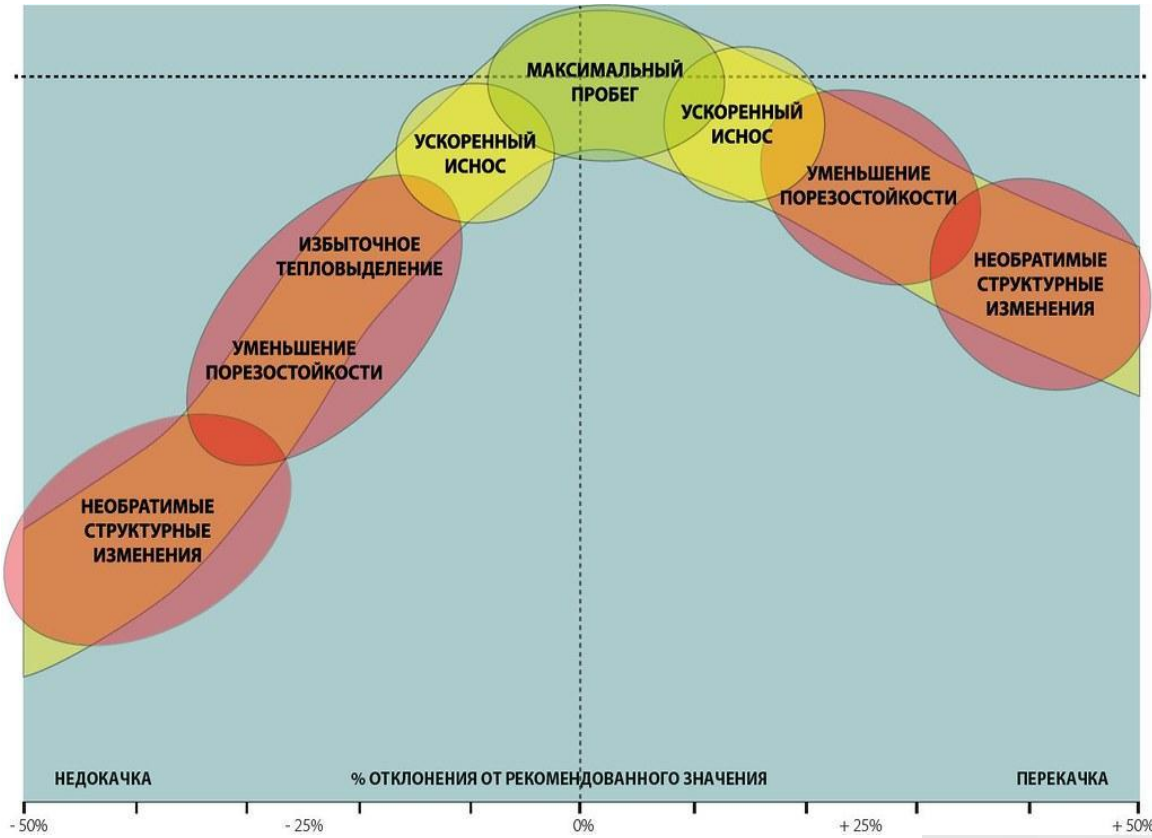 МАКСИМАЛЬНЫЙ
ПРОБЕГ
УСКОРЕННЫЙ
ИСНОС
УСКОРЕННЫЙ
ИСНОС
УМЕНЬШЕНИЕ
ПОРЕЗОСТОЙКОСТИ
ИЗБЫТОЧНОЕ
ТЕПЛОВЫДЕЛЕНИЕ
НЕОБРАТИМЫЕ
СТРУКТУРНЫЕ
ИЗМЕНЕНИЯ
УМЕНЬШЕНИЕ
ПОРЕЗОСТОЙКОСТИ
НЕОБРАТИМЫЕ
СТРУКТУРНЫЕ
ИЗМЕНЕНИЯ
НЕДОКАЧКА
% ОТКЛОНЕНИЯ ОТ РЕКОМЕНДОВАННОГО ЗНАЧЕНИЯ
ПЕРЕКАЧКА
-50% - 25% 0% + 25% + 50%